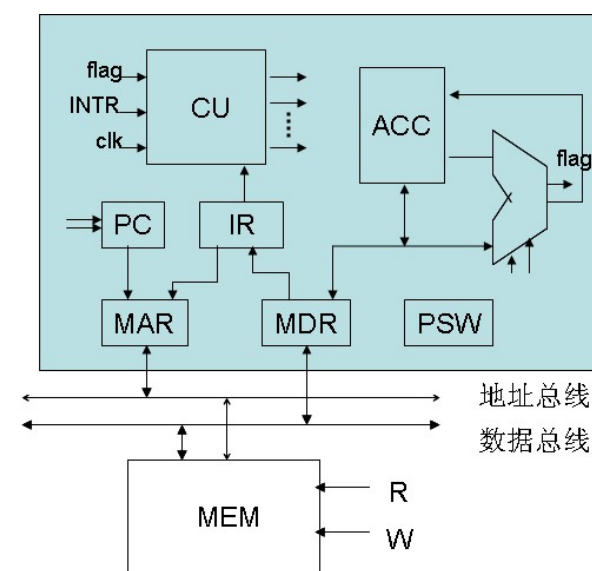 flag
INTR
clk
CU
ACC
flag
PC
IR
MAR
MDR
PSW
地址总线
数据总线
MEM
R
W